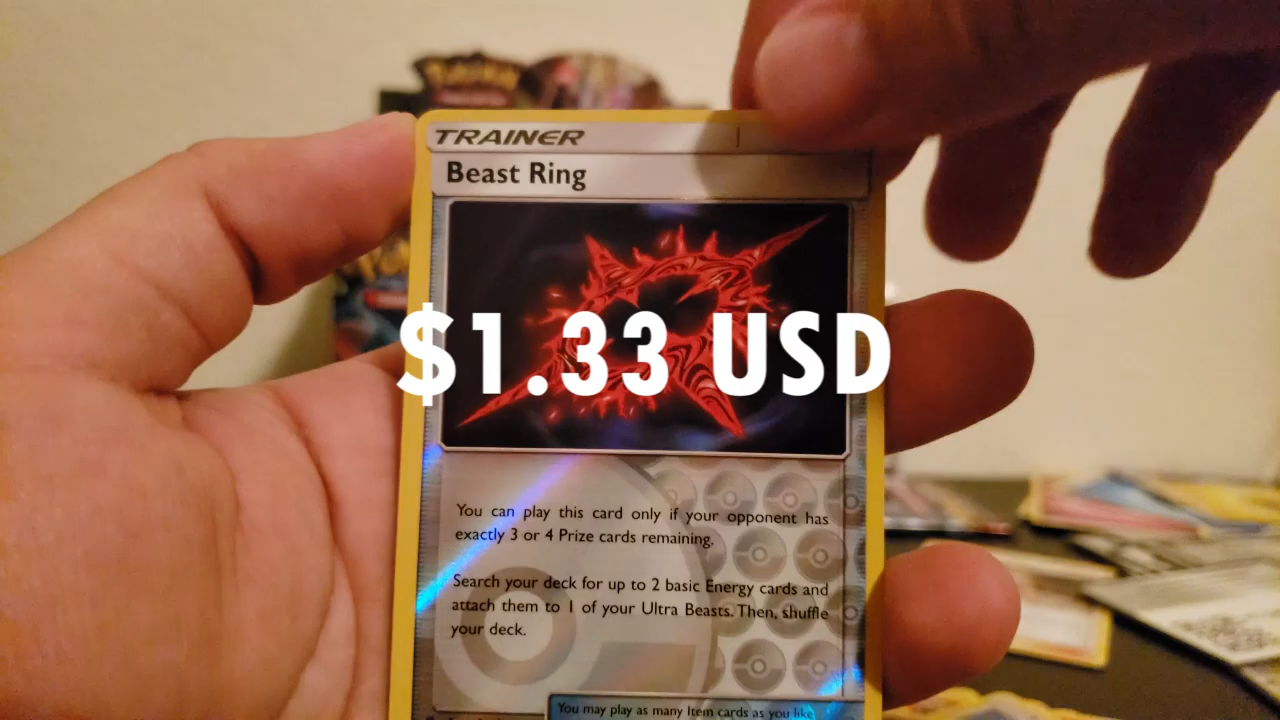 POKéMON
TRAINER
Beast Ring
$1.33 USD
You can play this card only if your opponent has
exactly 3 or 4 Prize cards remaining.
Search your deck for up to 2 basic Energy cards and
attach them to 1 of your Ultra Beasts. Then, shuffle
your deck.
You may play as many Item cards as you like